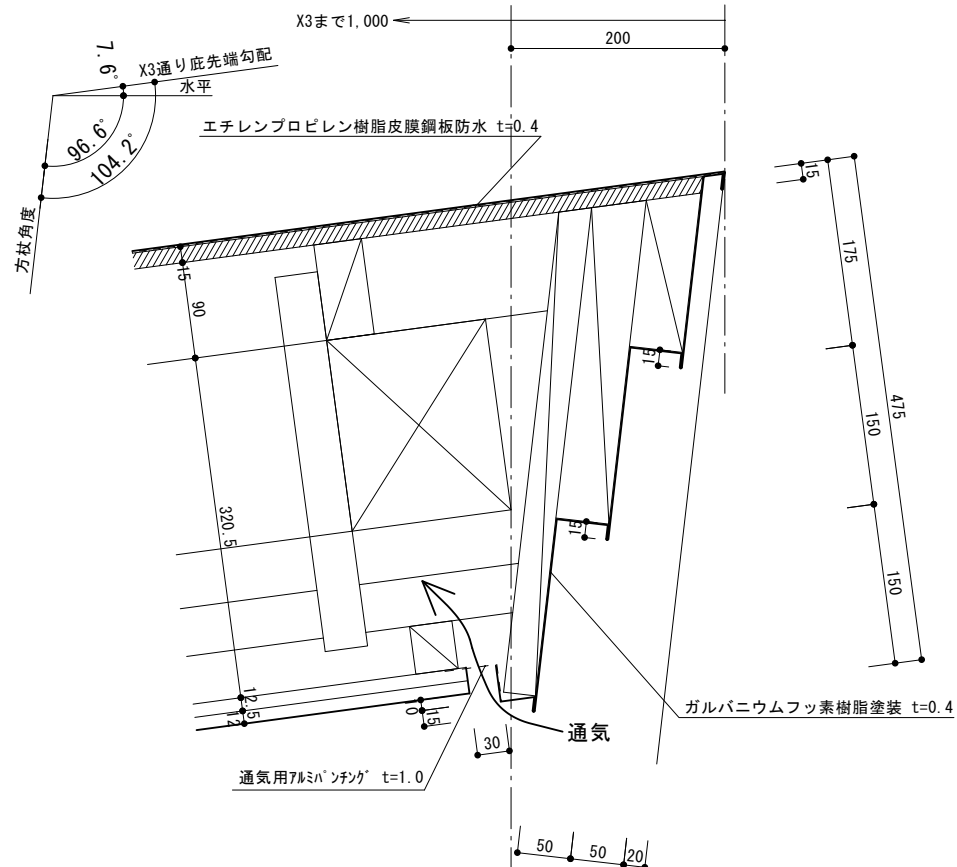 X3まで1,000
200
7.6°
X3通り庇先端勾配
水平
96.6°
104.2°
方杖角度
エチレンプロピレン樹脂皮膜鋼板防水 t=0.4
15
175
150
150
475
15
90
320.5
12.5
12
15
15
10
15
30
通気
ガルバニウムフッ素樹脂塗装 t=0.4
通気用アルミパンチング t=1.0
50
50
20